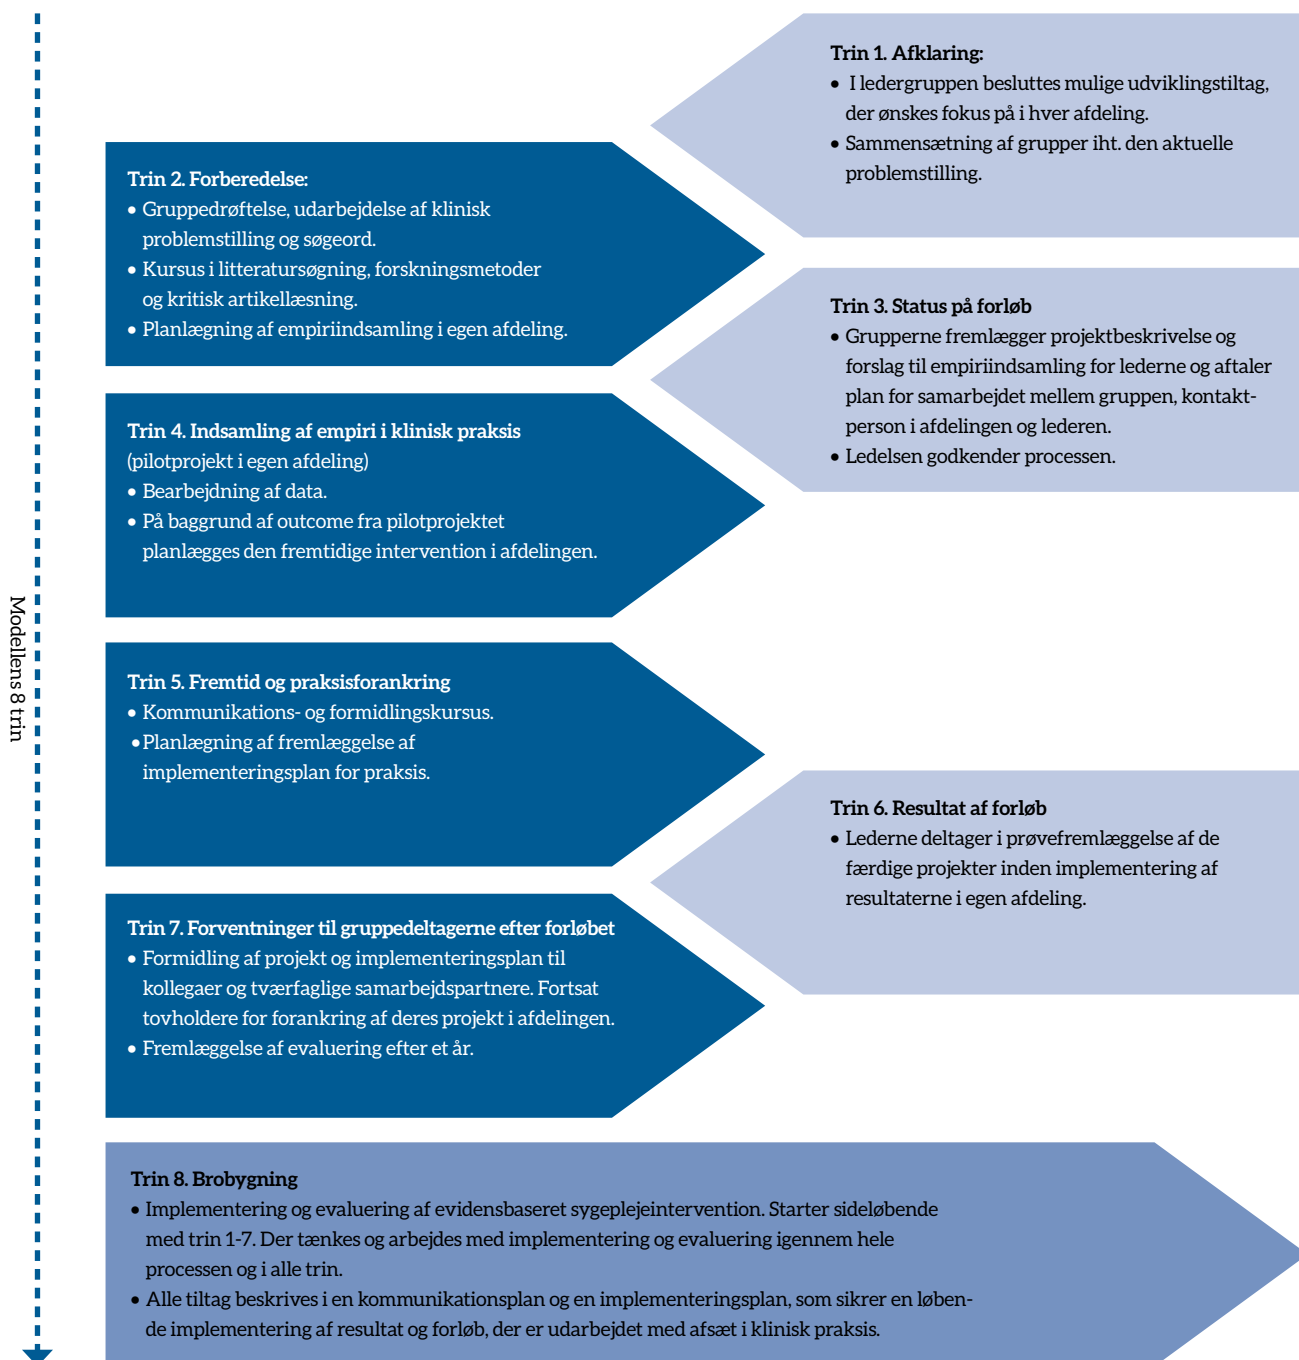 Trin 1. Afklaring:
• I ledergruppen besluttes mulige udviklingstiltag,
der ønskes fokus på i hver afdeling.
• Sammensætning af grupper iht. den aktuelle
problemstilling.
Trin 2. Forberedelse:
• Gruppedrøftelse, udarbejdelse af klinisk
problemstilling og søgeord.
• Kursus i litteratursøgning, forskningsmetoder
og kritisk artikellæsning.
• Planlægning af empiriindsamling i egen afdeling.
Trin 3. Status på forløb
• Grupperne fremlægger projektbeskrivelse og
forslag til empiriindsamling for lederne og aftaler
plan for samarbejdet mellem gruppen, kontakt-
person i afdelingen og lederen.
• Ledelsen godkender processen.
Trin 4. Indsamling af empiri i klinisk praksis
(pilotprojekt i egen afdeling)
• Bearbejdning af data.
• På baggrund af outcome fra pilotprojektet
planlægges den fremtidige intervention i afdelingen.
Modellens 8 trin
Trin 5. Fremtid og praksisforankring
• Kommunikations- og formidlingskursus.
• Planlægning af fremlæggelse af
implementeringsplan for praksis.
Trin 6. Resultat af forløb
• Lederne deltager i prøvefremlæggelse af de
færdige projekter inden implementering af
resultaterne i egen afdeling.
Trin 7. Forventninger til gruppedeltagerne efter forløbet
• Formidling af projekt og implementeringsplan til
kollegaer og tværfaglige samarbejdspartnere. Fortsat
tovholdere for forankring af deres projekt i afdelingen.
• Fremlæggelse af evaluering efter et år.
Trin 8. Brobygning
• Implementering og evaluering af evidensbaseret sygeplejeintervention. Starter sideløbende
med trin 1-7. Der tænkes og arbejdes med implementering og evaluering igennem hele
processen og i alle trin.
• Alle tiltag beskrives i en kommunikationsplan og en implementeringsplan, som sikrer en løben-
de implementering af resultat og forløb, der er udarbejdet med afsæt i klinisk praksis.